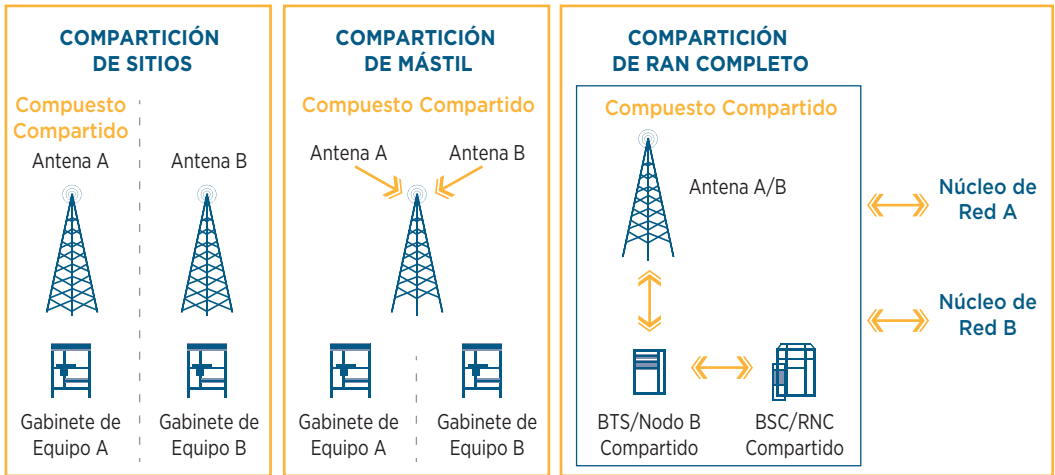 COMPARTICIÓN
DE SITIOS
Compuesto
Compartido
Antena A
Antena B
Gabinete de
Equipo A
Gabinete de
Equipo B
COMPARTICIÓN
DE MÁSTIL
Compuesto Compartido
Antena A
Antena B
Gabinete de
Equipo A
Gabinete de
Equipo B
COMPARTICIÓN
DE RAN COMPLETO
Compuesto Compartido
Antena A/B
BTS/Nodo B
Compartido
BSC/RNC
Compartido
Núcleo de
Red A
Núcleo de
Red B